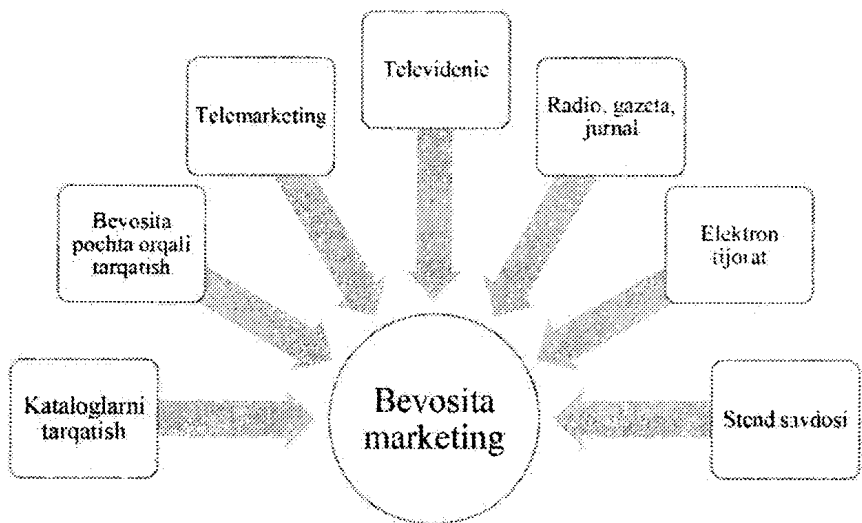 Televidenie
Telemarketing
Radio, gazeta,
jurnal
Bevosita
pochta orqali
tarqatish
Elektron
tijorat
Kataloglarni
tarqatish
Bevosita
marketing
Stend savdosi